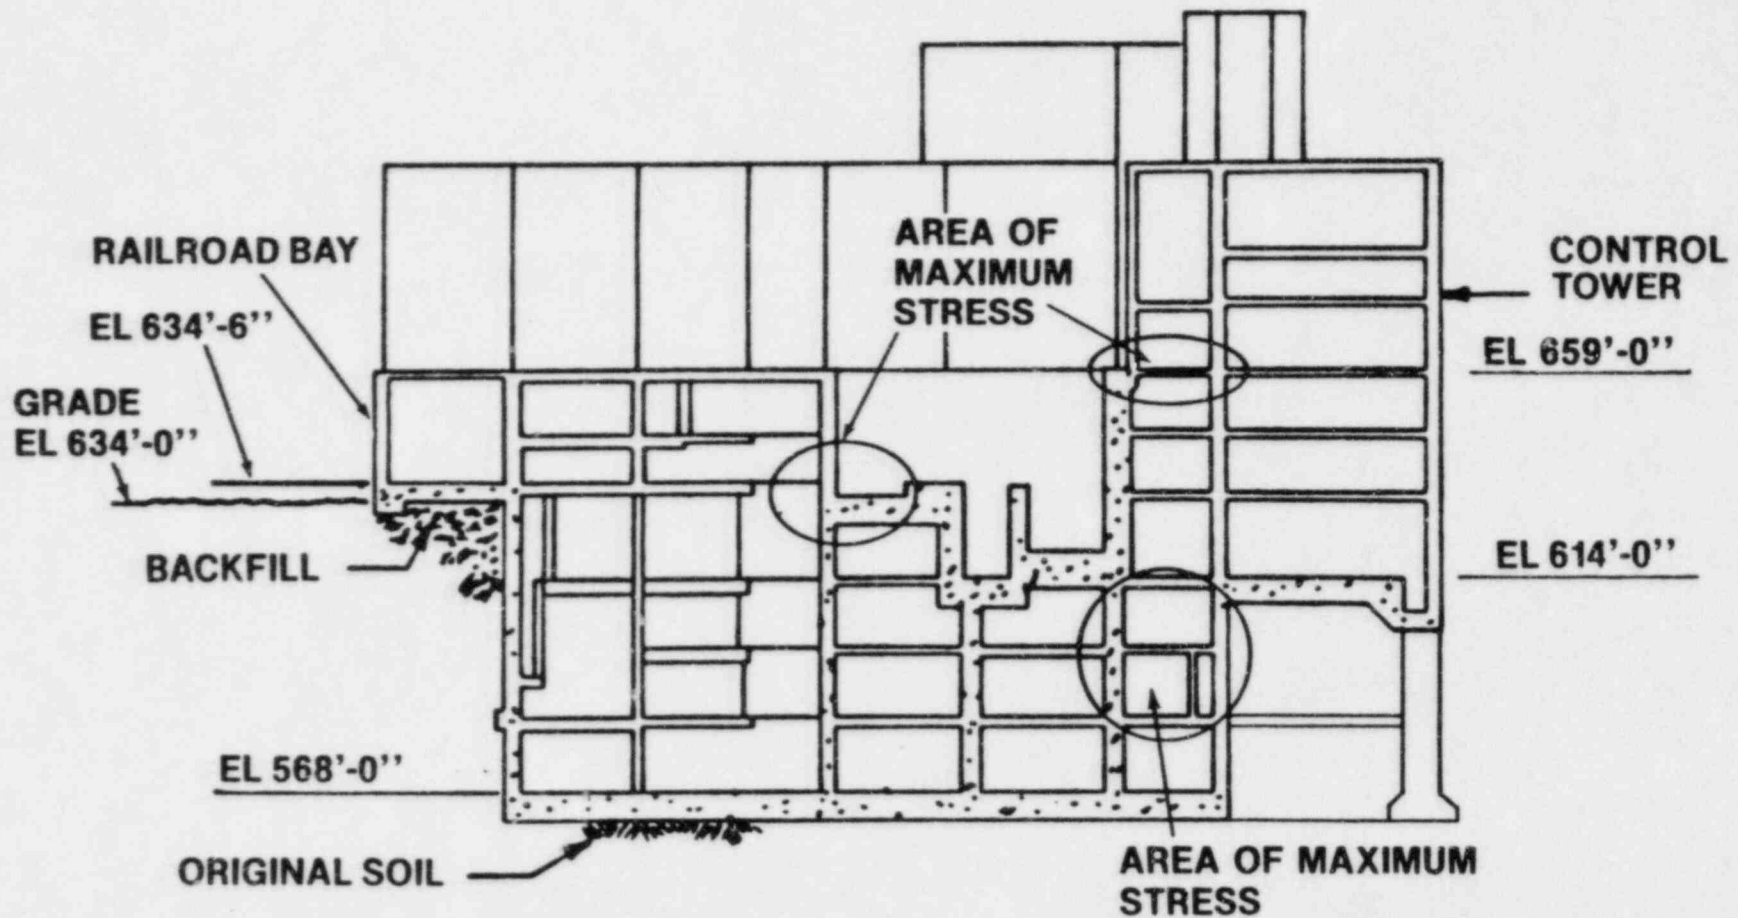 AREA OF
MAXIMUM
STRESS
RAILROAD BAY
CONTROL
TOWER
EL 634'-6''
EL 659'-0''
GRADE
EL 634'-0''
BACKFILL
EL 614'-0''
EL 568'-0''
ORIGINAL SOIL
AREA OF MAXIMUM
STRESS